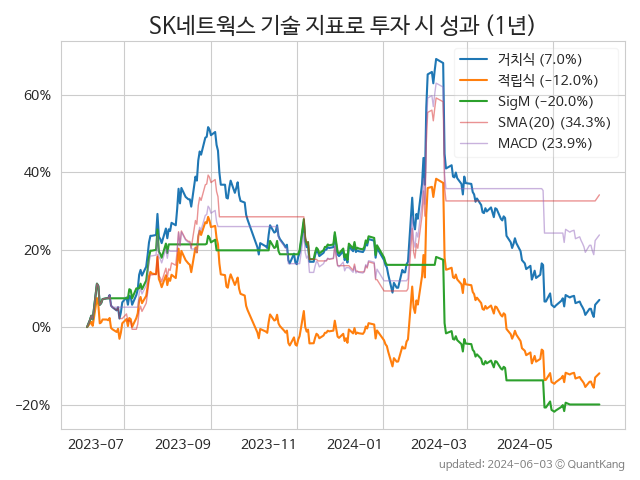 SK네트웍스 기술 지표로 투자 시 성과 (1년)
거치식 (7.0%)
적립식 (−12.0%)
SigM (−20.0%)
SMA(20) (34.3%)
MACD (23.9%)
60%
40%
20%
0%
−20%
2023-07 2023-09 2023-11 2024-01 2024-03 2024-05
updated: 2024-06-03 © QuantKang